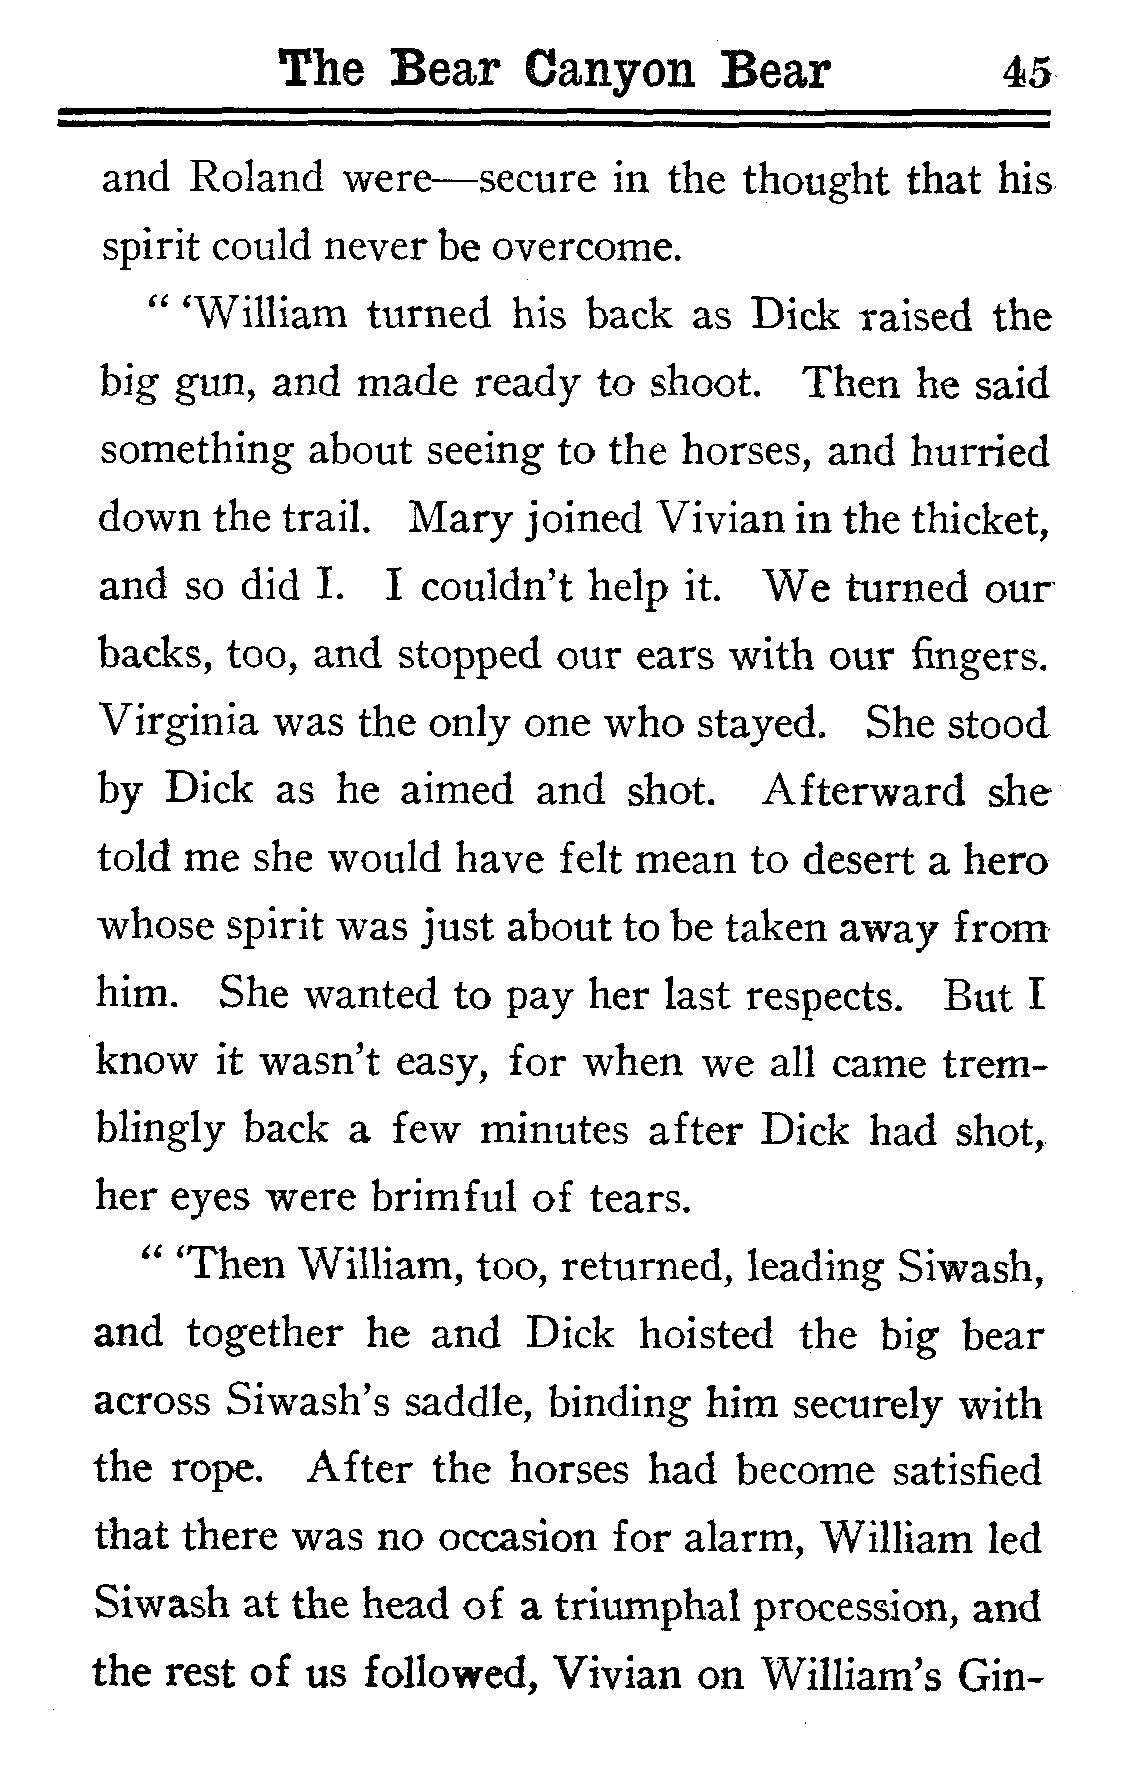 The Bear Canyon Bear 45
and Roland were—secure in the thought that his
spirit could never be overcome.
“ ‘William turned his back as Dick raised the
big gun, and made ready to shoot. Then he said
something about seeing to the horses, and hurried
down the trail. Mary joined Vivian in the thicket,
and so did I. I couldn’t help it. We turned our
backs, too, and stopped our ears with our fingers.
Virginia was the only one who stayed. She stood
by Dick as he aimed and shot. Afterward she
told me she would have felt mean to desert a hero
whose spirit was just about to be taken away from
him. She wanted to pay her last respects. But I
know it wasn’t easy, for when we all came trem-
blingly back a few minutes after Dick had shot,
her eyes were brimful of tears.
“ ‘Then William, too, returned, leading Siwash,
and together he and Dick hoisted the big bear
across Siwash’s saddle, binding him securely with
the rope. After the horses had become satisfied
that there was no occasion for alarm, William led
Siwash at the head of a triumphal procession, and
the rest of us followed, Vivian on William’s Gin-